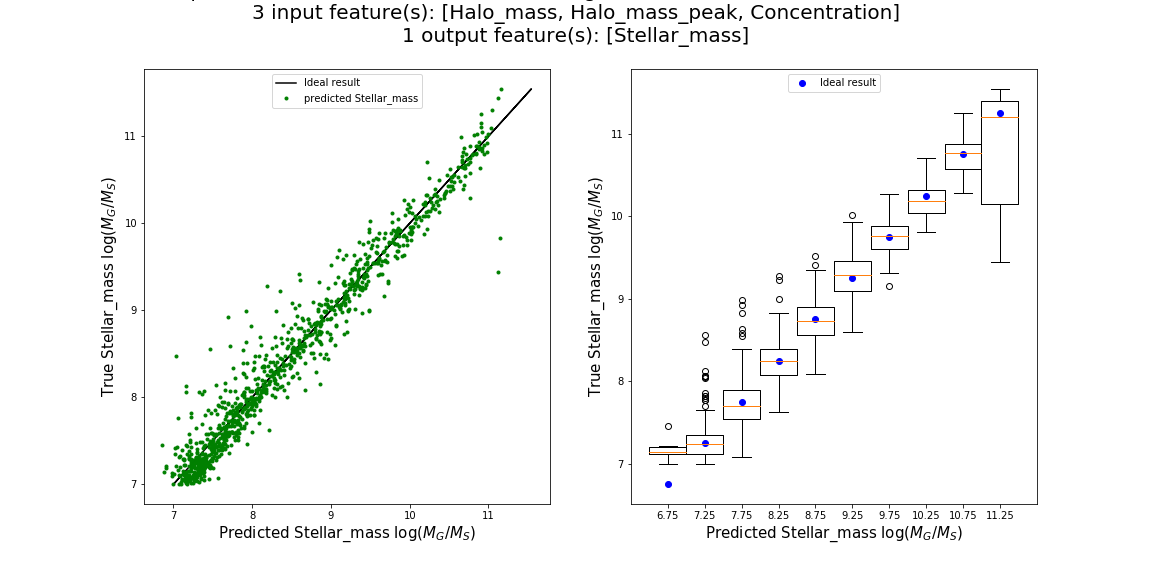 3 input feature(s): [Halo_mass, Halo_mass_peak, Concentration]
1 output feature(s): [Stellar_mass]
Ideal result
predicted Stellar_mass
True Stellar_mass log(M_G/M_S)
11
10
9
8
7
7 8 9 10 11
Predicted Stellar_mass log(M_G/M_S)
Ideal result
True Stellar_mass log(M_G/M_S)
11
10
9
8
7
6.75 7.25 7.75 8.25 8.75 9.25 9.75 10.25 10.75 11.25
Predicted Stellar_mass log(M_G/M_S)